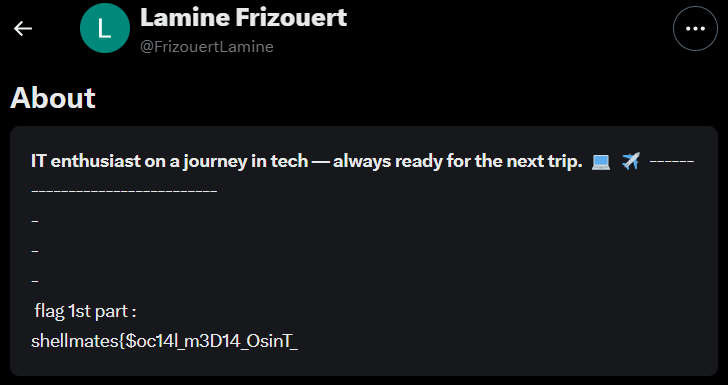 Lamine Frizouert
@FrizouertLamine
About
IT enthusiast on a journey in tech — always ready for the next trip. 💻 ✈️ ------
-------------------------
-
-
-
flag 1st part :
shellmates{$oc14l_m3D14_OsinT_